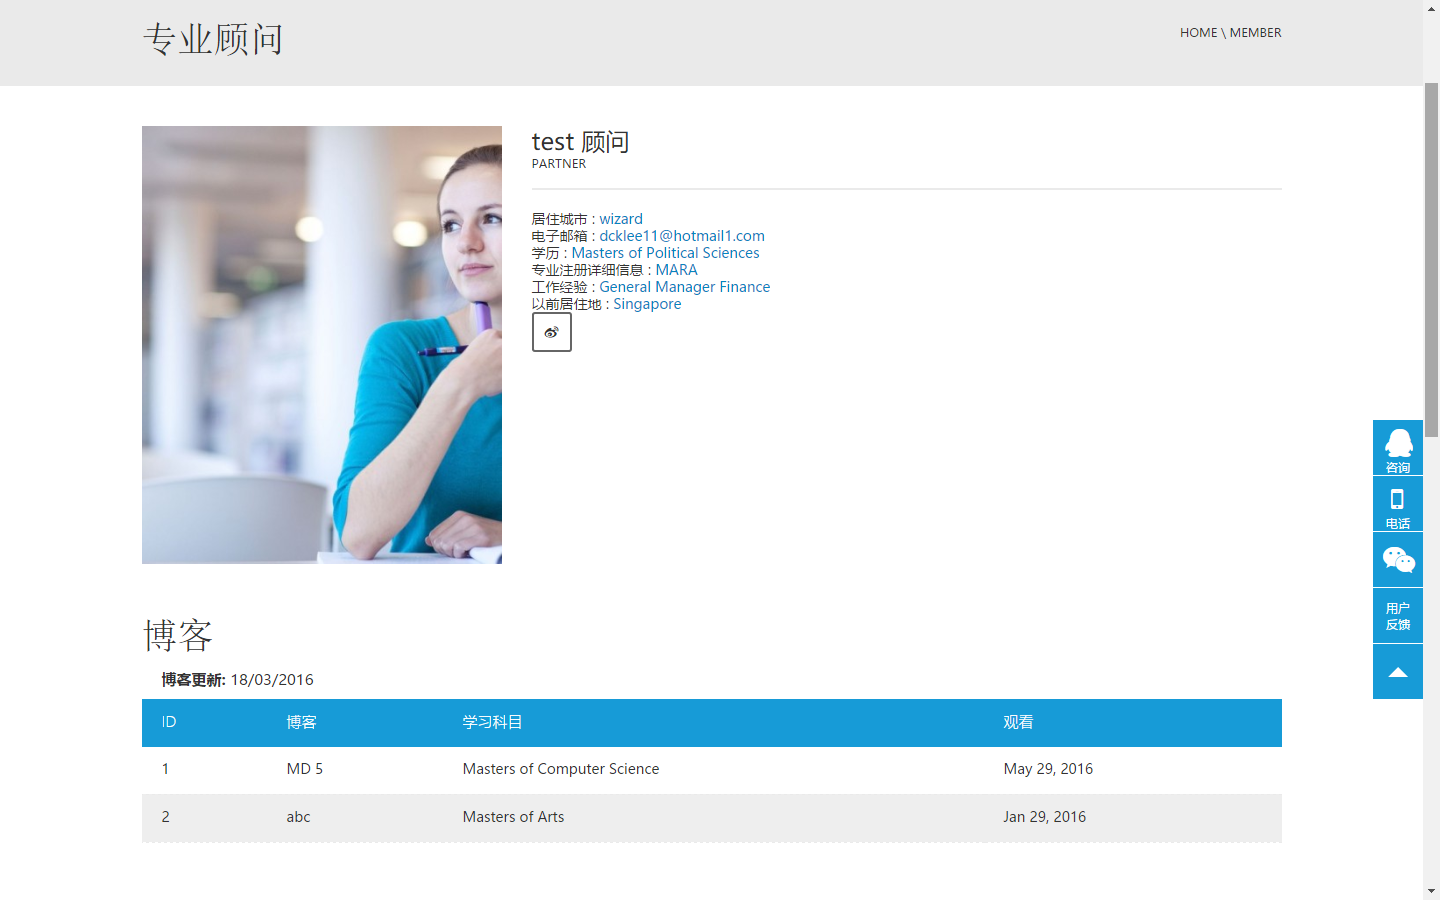 专业顾问
HOME \ MEMBER
test 顾问
PARTNER
居住城市 : wizard
电子邮箱 : dcklee11@hotmail1.com
学历 : Masters of Political Sciences
专业注册详细信息 : MARA
工作经验 : General Manager Finance
以前居住地 : Singapore
咨询
电话
用户
反馈
博客
博客更新: 18/03/2016
ID 博客 学习科目 观看
1 MD 5 Masters of Computer Science May 29, 2016
2 abc Masters of Arts Jan 29, 2016